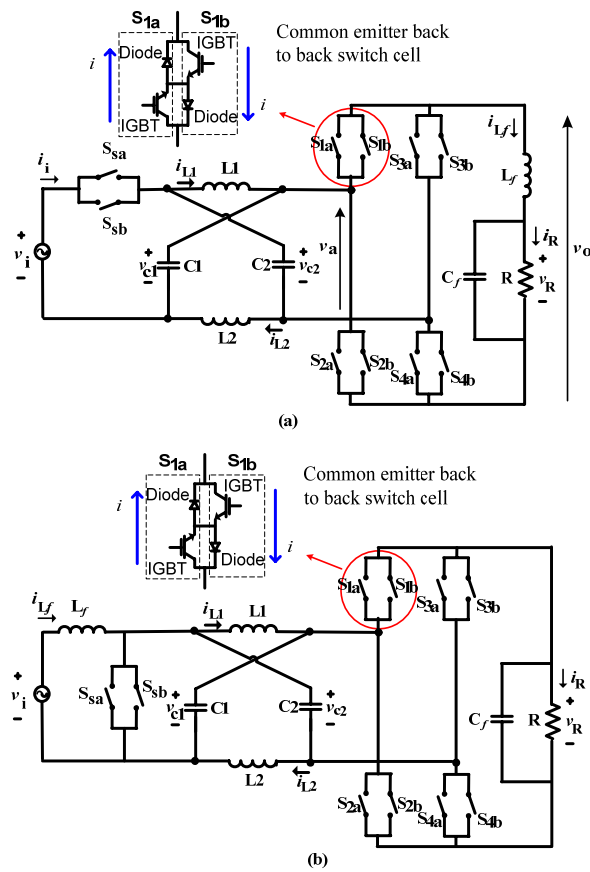 S1a S1b
Common emitter back
to back switch cell
Diode IGBT
i i
IGBT Diode
S1a S1b S3a S3b
iLf
Lf
ii Ssa iL1 L1
Ssb
+ vi −
+ vc1 − C1
C2 + vc2 −
va
iR
Cf R + vR −
vo
L2 iL2
S2a S2b S4a S4b
(a)
S1a S1b
Common emitter back
to back switch cell
Diode IGBT
i i
IGBT Diode
S1a S1b S3a S3b
iLf Lf iL1 L1
Ssa Ssb
+ vi −
+ vc1 − C1
C2 + vc2 −
iR
Cf R + vR −
L2 iL2
S2a S2b S4a S4b
(b)